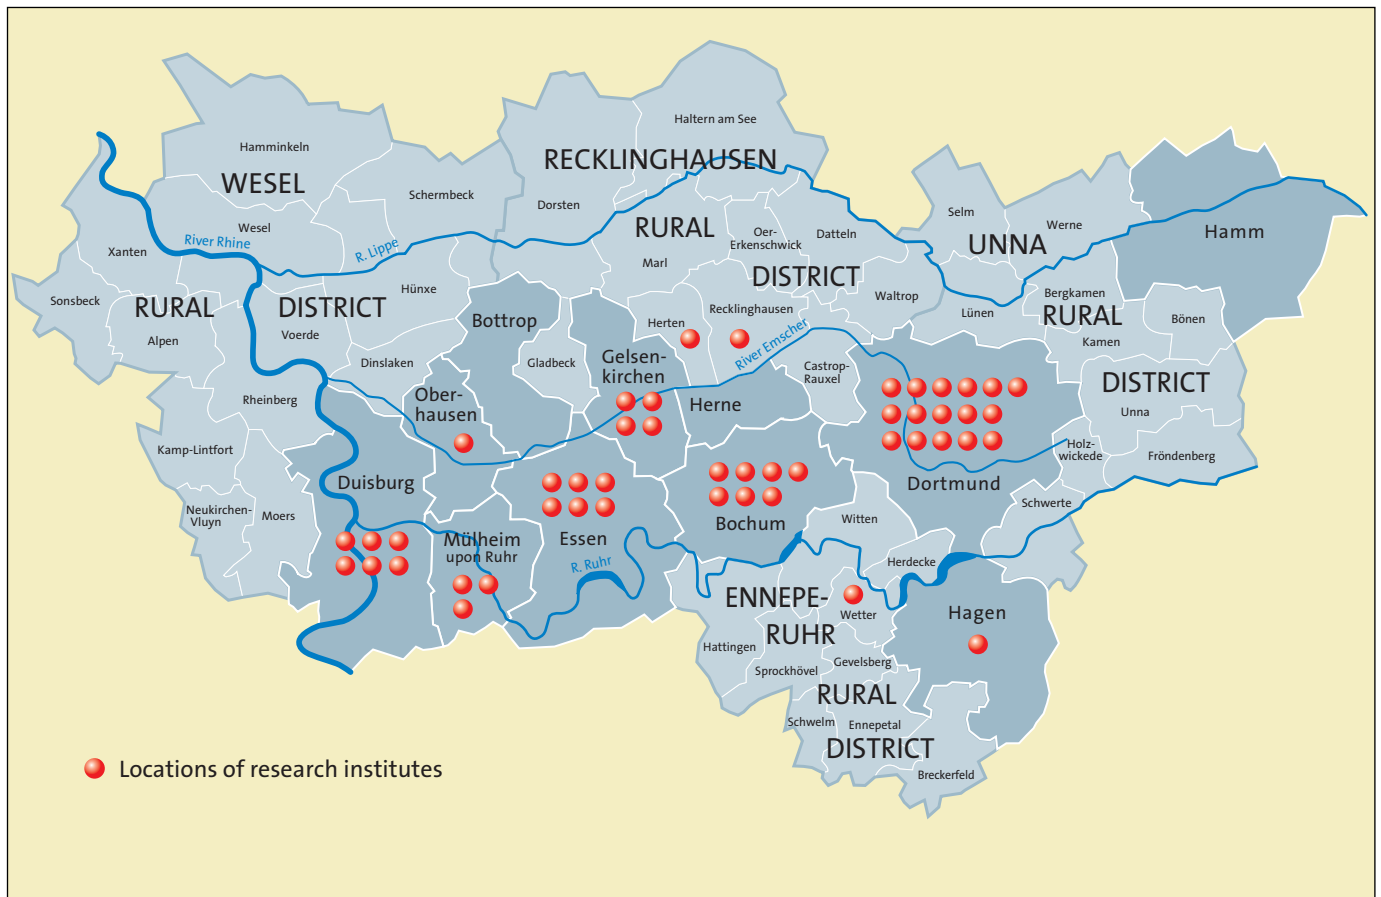 Haltern am See
Hamminkeln
RECKLINGHAUSEN
WESEL
Schermbeck
Dorsten
Selm
Werne
Wesel
River Rhine
R. Lippe
RURAL
Oer-
Erkenschwick
Datteln
UNNA
Hamm
Xanten
Marl
DISTRICT
Hünxe
Waltrop
Bergkamen
Sonsbeck
RURAL
DISTRICT
Bottrop
Herten
Recklinghausen
Lünen
RURAL
Bönen
Alpen
Voerde
Gladbeck
Gelsen-
kirchen
River Emscher
Castrop-
Rauxel
Kamen
Dinslaken
DISTRICT
Rheinberg
Ober-
hausen
Herne
Unna
Kamp-Lintfort
Holz-
wickede
Fröndenberg
Duisburg
Dortmund
Neukirchen-
Vluyn
Moers
Bochum
Witten
Schwerte
Mülheim
upon Ruhr
Essen
R. Ruhr
Herdecke
ENNEPE-
RUHR
Wetter
Hagen
Hattingen
Sprockhövel
Gevelsberg
RURAL
Schwelm
Ennepetal
DISTRICT
Breckerfeld
Locations of research institutes